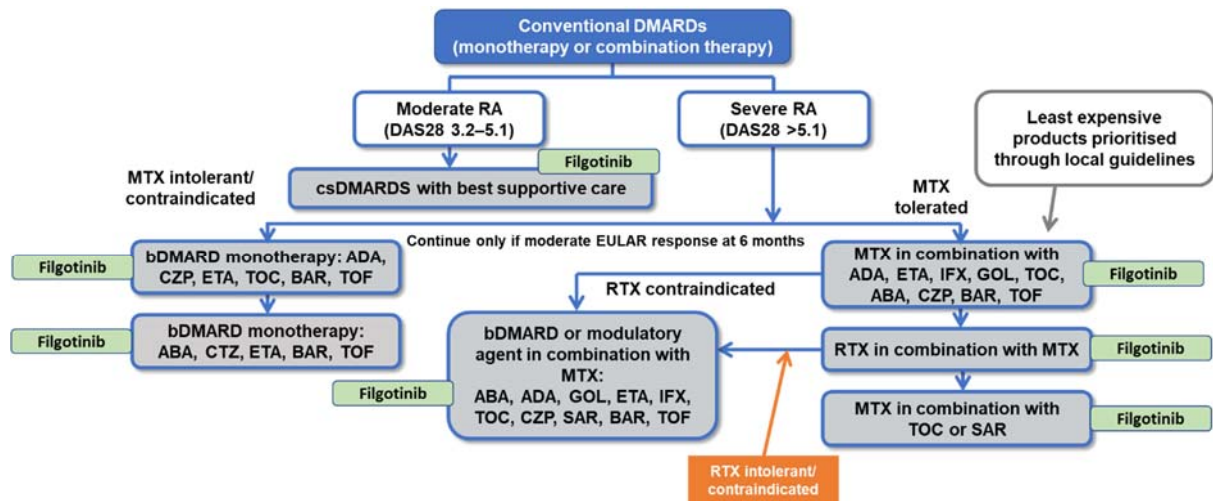 Conventional DMARDs
(monotherapy or combination therapy)
Moderate RA
(DAS28 3.2–5.1)
Severe RA
(DAS28 >5.1)
Least expensive
products prioritised
through local guidelines
Filgotinib
csDMARDS with best supportive care
MTX intolerant/
contraindicated
MTX
tolerated
Continue only if moderate EULAR response at 6 months
Filgotinib
bDMARD monotherapy: ADA,
CZP, ETA, TOC, BAR, TOF
MTX in combination with
ADA, ETA, IFX, GOL, TOC,
ABA, CZP, BAR, TOF
Filgotinib
RTX contraindicated
Filgotinib
bDMARD monotherapy:
ABA, CTZ, ETA, BAR, TOF
bDMARD or modulatory
agent in combination with
MTX:
ABA, ADA, GOL, ETA, IFX,
TOC, CZP, SAR, BAR, TOF
Filgotinib
RTX in combination with MTX
Filgotinib
MTX in combination with
TOC or SAR
Filgotinib
RTX intolerant/
contraindicated